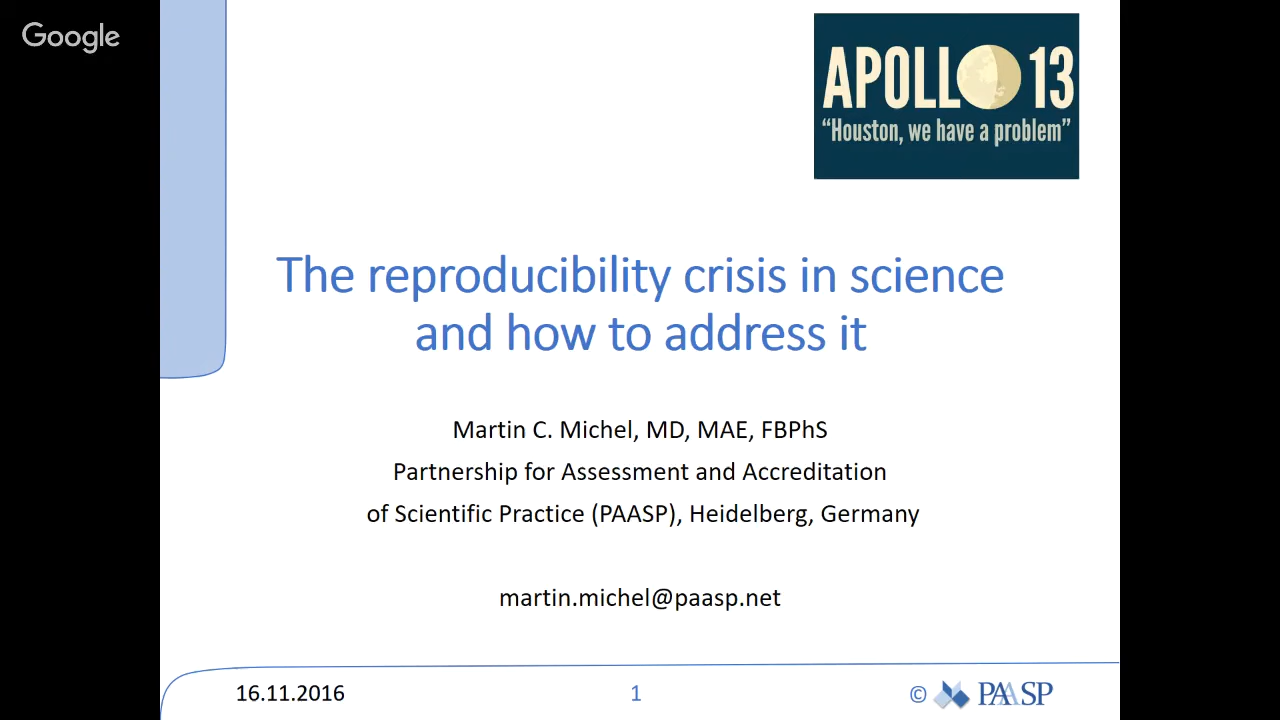 Google
APOLLO 13
“Houston, we have a problem”
The reproducibility crisis in science
and how to address it
Martin C. Michel, MD, MAE, FBPhS
Partnership for Assessment and Accreditation
of Scientific Practice (PAASP), Heidelberg, Germany
martin.michel@paasp.net
16.11.2016
1
© PAASP